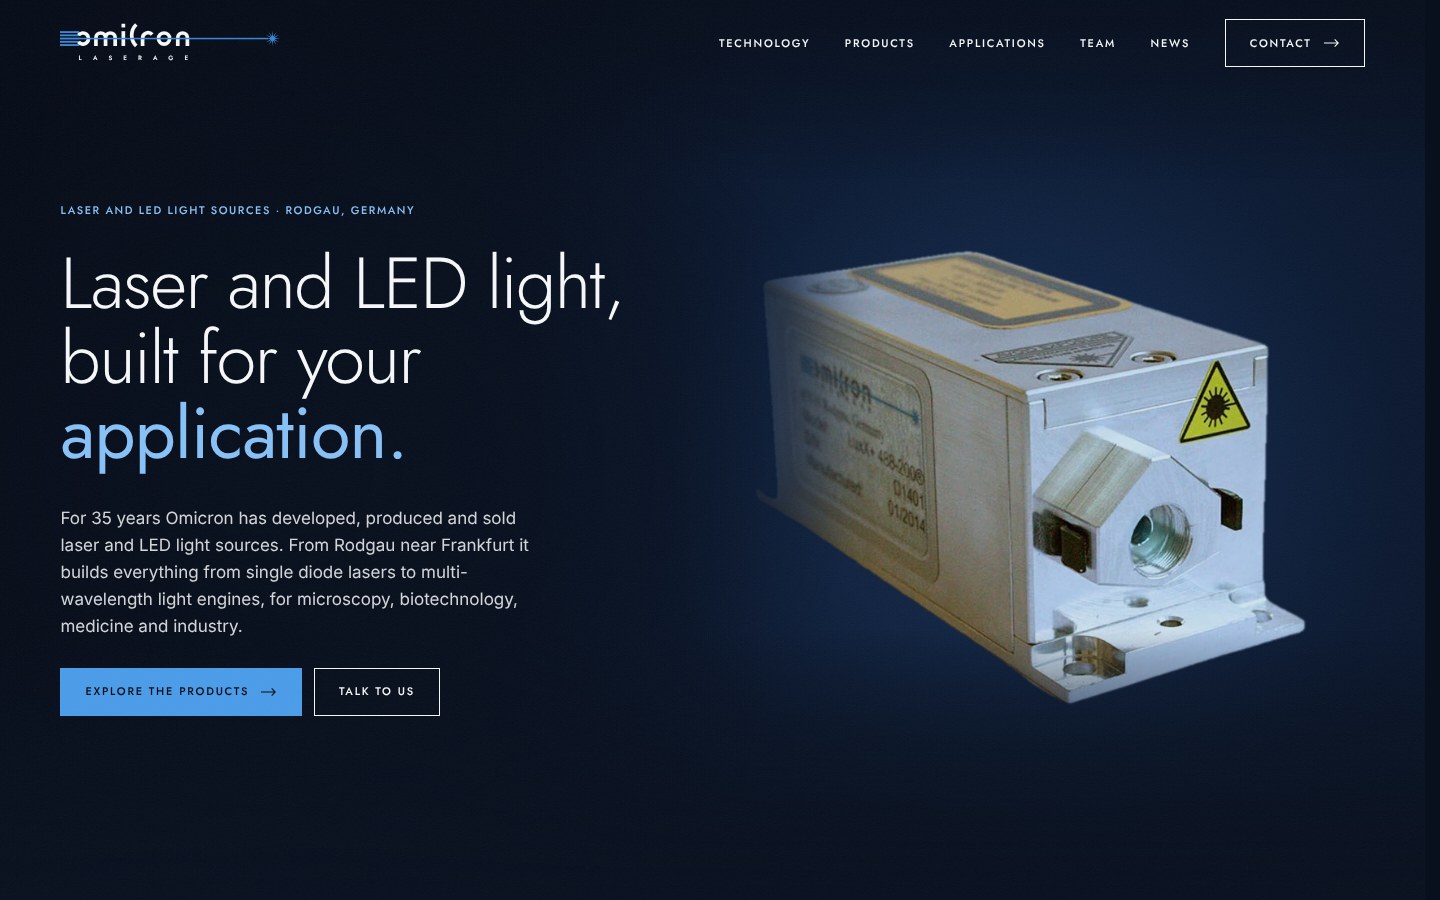 omicron
LASERAGE
TECHNOLOGY
PRODUCTS
APPLICATIONS
TEAM
NEWS
CONTACT
LASER AND LED LIGHT SOURCES · RODGAU, GERMANY
Laser and LED light,
built for your
application.
For 35 years Omicron has developed, produced and sold
laser and LED light sources. From Rodgau near Frankfurt it
builds everything from single diode lasers to multi-
wavelength light engines, for microscopy, biotechnology,
medicine and industry.
EXPLORE THE PRODUCTS
TALK TO US
omicron
01/2014